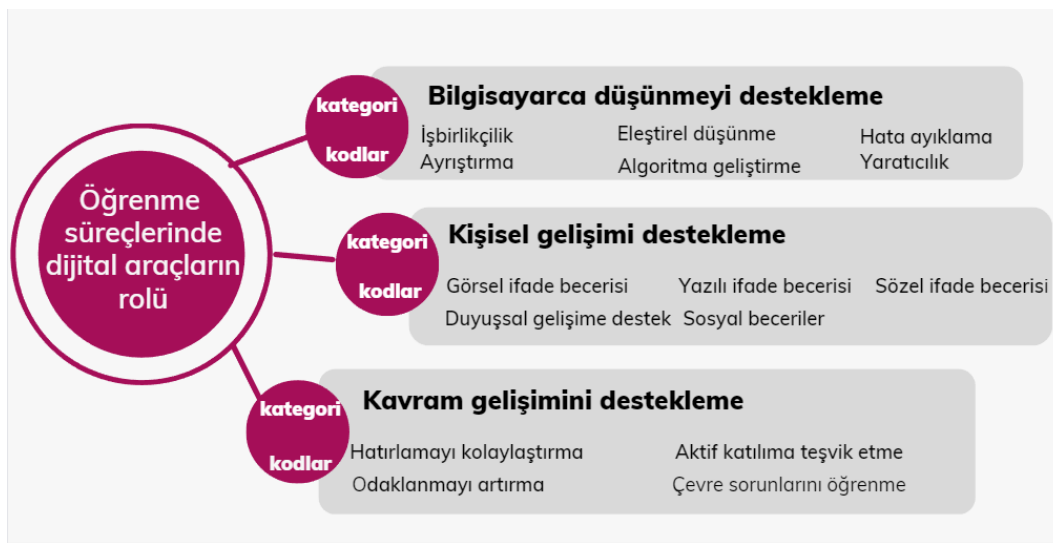 Öğrenme
süreçlerinde
dijital araçların
rolü
kategori
kodlar
Bilgisayarca düşünmeyi destekleme
İşbirlikçilik Eleştirel düşünme Hata ayıklama
Ayrıştırma Algoritma geliştirme Yaratıcılık
kategori
kodlar
Kişisel gelişimi destekleme
Görsel ifade becerisi Yazılı ifade becerisi Sözel ifade becerisi
Duyuşsal gelişime destek Sosyal beceriler
kategori
kodlar
Kavram gelişimini destekleme
Hatırlamayı kolaylaştırma Aktif katılıma teşvik etme
Odaklanmayı artırma Çevre sorunlarını öğrenme